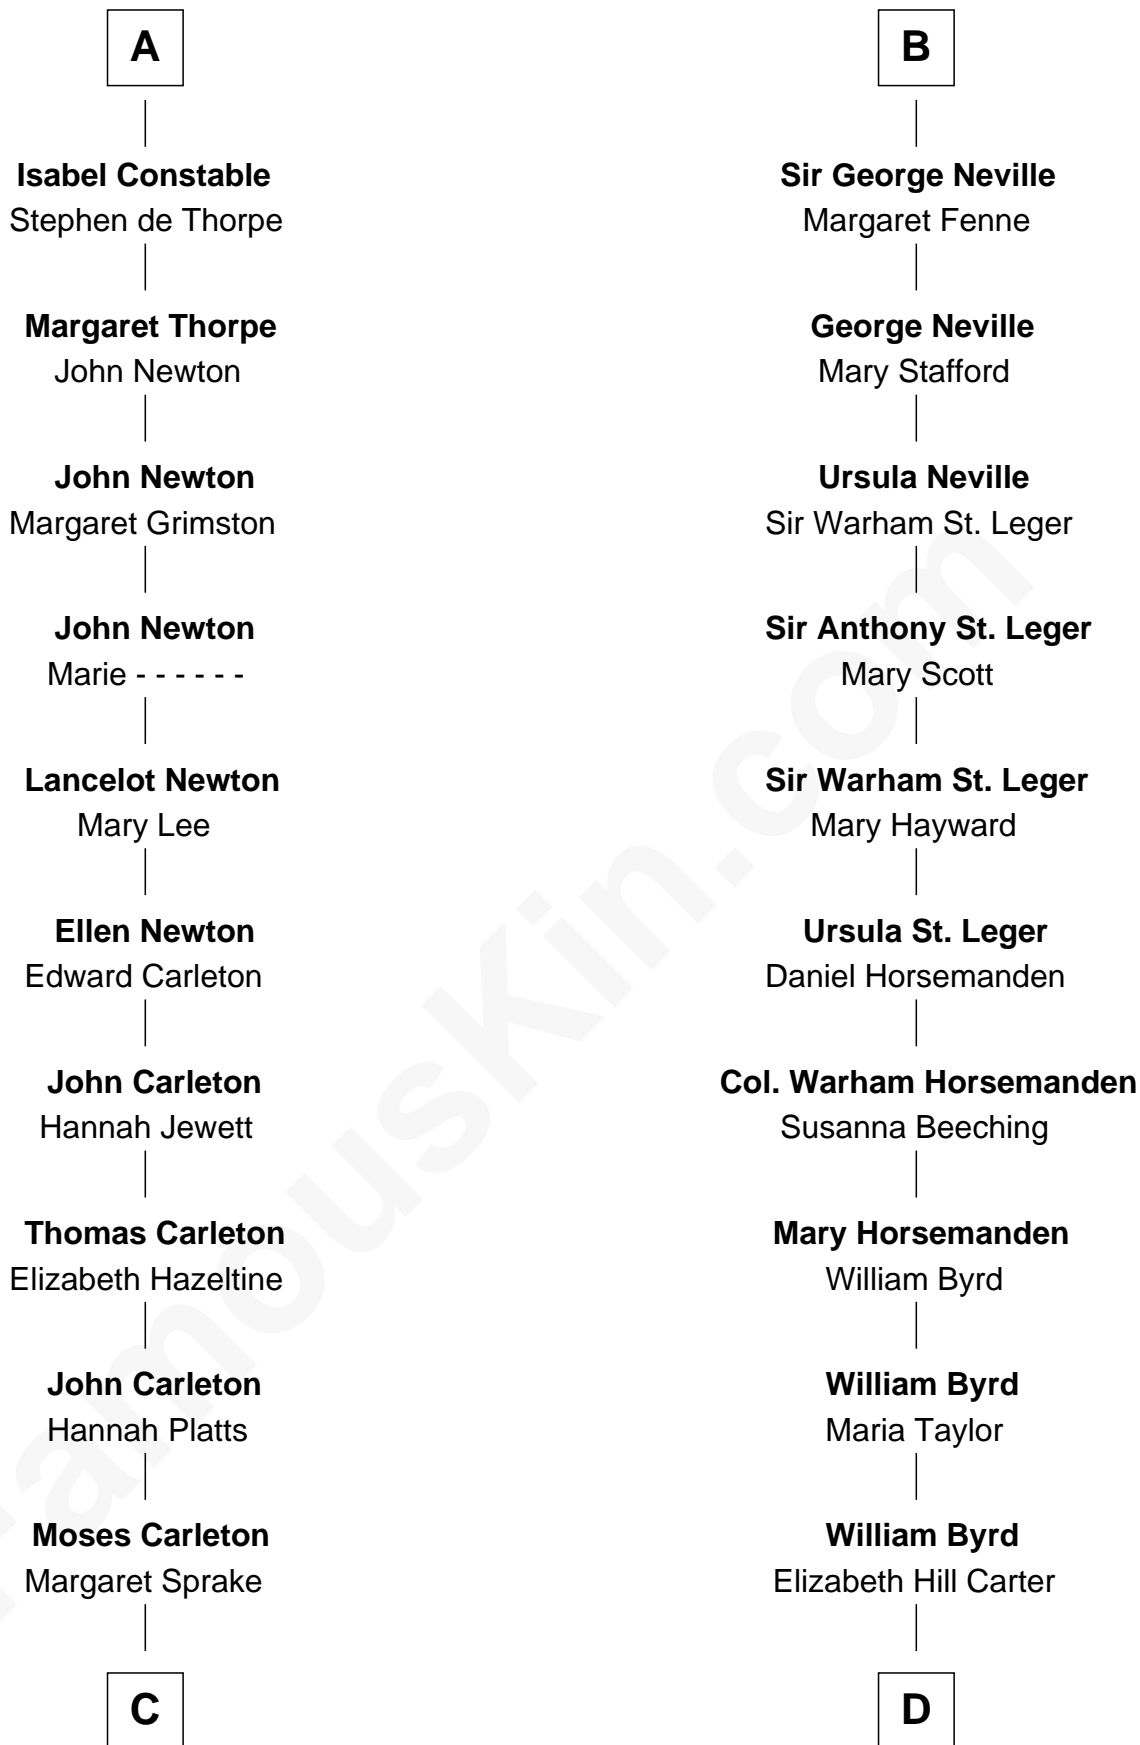 A
Isabel Constable
Stephen de Thorpe
Margaret Thorpe
John Newton
John Newton
Margaret Grimston
John Newton
Marie - - - - - -
Lancelot Newton
Mary Lee
Ellen Newton
Edward Carleton
John Carleton
Hannah Jewett
Thomas Carleton
Elizabeth Hazeltine
John Carleton
Hannah Platts
Moses Carleton
Margaret Sprake
C
B
Sir George Neville
Margaret Fenne
George Neville
Mary Stafford
Ursula Neville
Sir Warham St. Leger
Sir Anthony St. Leger
Mary Scott
Sir Warham St. Leger
Mary Hayward
Ursula St. Leger
Daniel Horsemanden
Col. Warham Horsemanden
Susanna Beeching
Mary Horsemanden
William Byrd
William Byrd
Maria Taylor
William Byrd
Elizabeth Hill Carter
D
FamousKin.com